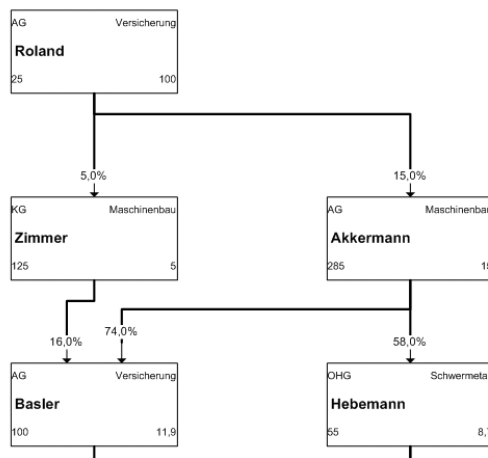 AG Versicherung
Roland
25 100
5,0% 15,0%
KG Maschinenbau AG Maschinenbau
Zimmer Akkermann
125 5 285
16,0% 74,0% 58,0%
AG Versicherung OHG
Basler Hebemann
100 11,9 55